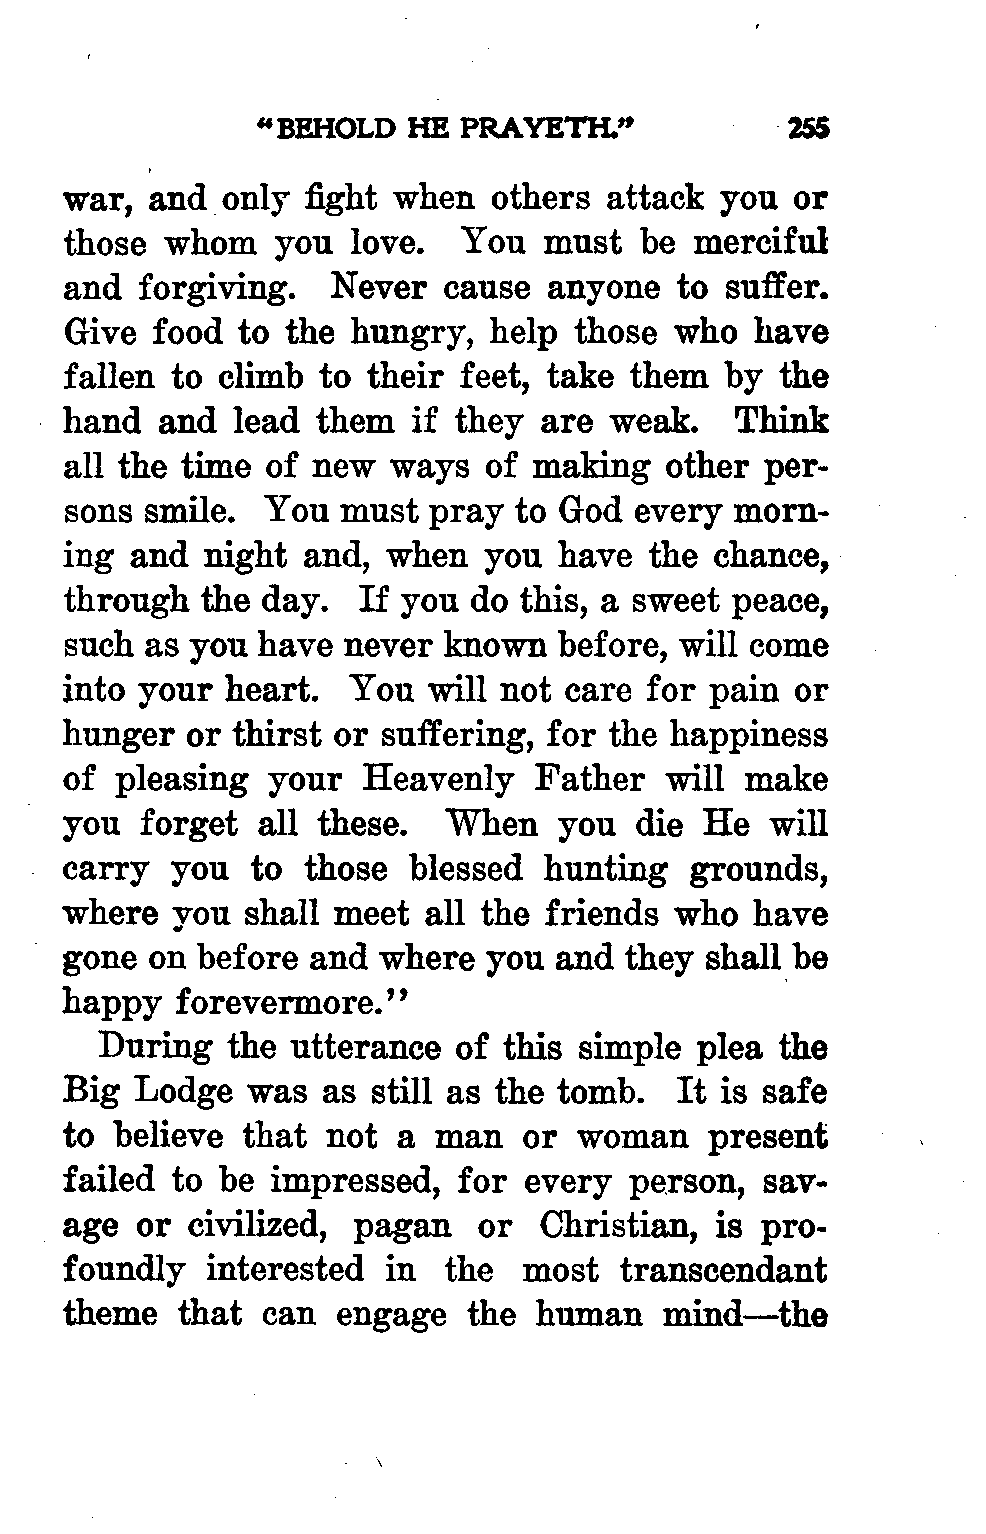 "BEHOLD HE PRAYETH." 255
war, and only fight when others attack you or
those whom you love. You must be merciful
and forgiving. Never cause anyone to suffer.
Give food to the hungry, help those who have
fallen to climb to their feet, take them by the
hand and lead them if they are weak. Think
all the time of new ways of making other per-
sons smile. You must pray to God every morn-
ing and night and, when you have the chance,
through the day. If you do this, a sweet peace,
such as you have never known before, will come
into your heart. You will not care for pain or
hunger or thirst or suffering, for the happiness
of pleasing your Heavenly Father will make
you forget all these. When you die He will
carry you to those blessed hunting grounds,
where you shall meet all the friends who have
gone on before and where you and they shall be
happy forevermore.''
During the utterance of this simple plea the
Big Lodge was as still as the tomb. It is safe
to believe that not a man or woman present
failed to be impressed, for every person, sav-
age or civilized, pagan or Christian, is pro-
foundly interested in the most transcendant
theme that can engage the human mind—the